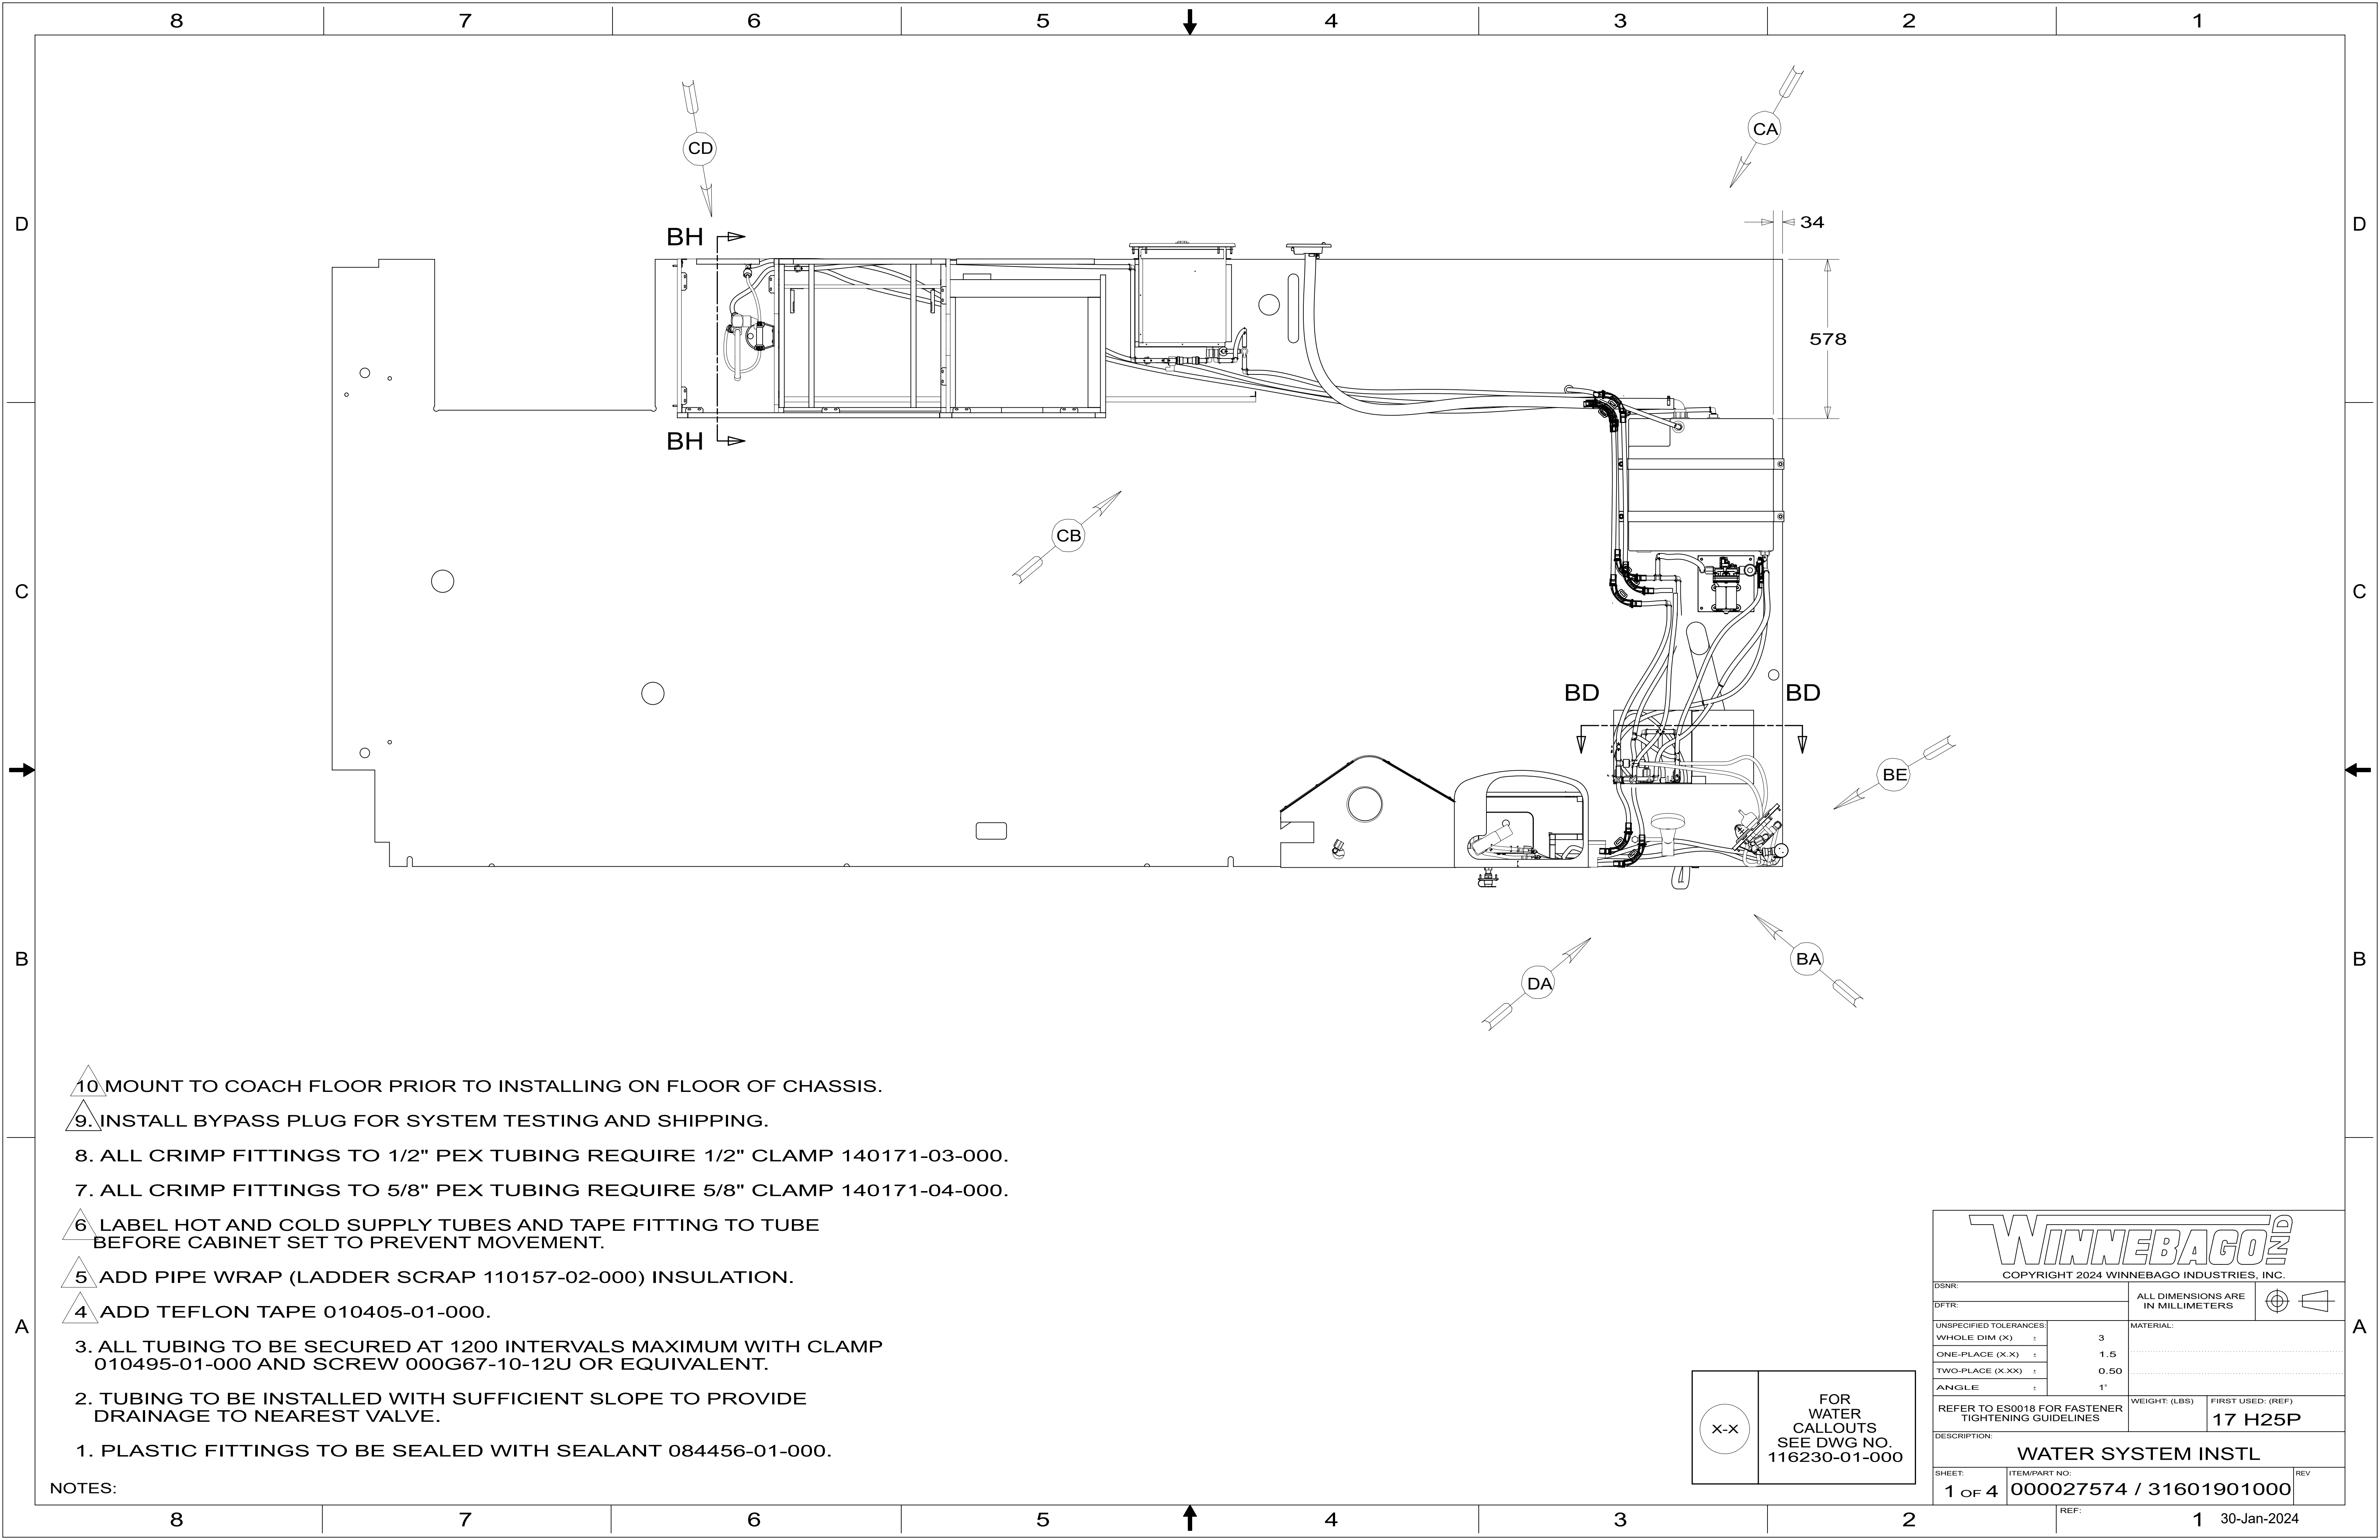 8 7 6 5 4 3 2 1
CD
CA
D
D
34
BH
578
BH
CB
C
C
BD
BD
BE
B
B
BA
DA
10 MOUNT TO COACH FLOOR PRIOR TO INSTALLING ON FLOOR OF CHASSIS.
9. INSTALL BYPASS PLUG FOR SYSTEM TESTING AND SHIPPING.
8. ALL CRIMP FITTINGS TO 1/2" PEX TUBING REQUIRE 1/2" CLAMP 140171-03-000.
7. ALL CRIMP FITTINGS TO 5/8" PEX TUBING REQUIRE 5/8" CLAMP 140171-04-000.
6 LABEL HOT AND COLD SUPPLY TUBES AND TAPE FITTING TO TUBE
BEFORE CABINET SET TO PREVENT MOVEMENT.
5 ADD PIPE WRAP (LADDER SCRAP 110157-02-000) INSULATION.
4 ADD TEFLON TAPE 010405-01-000.
3. ALL TUBING TO BE SECURED AT 1200 INTERVALS MAXIMUM WITH CLAMP
010495-01-000 AND SCREW 000G67-10-12U OR EQUIVALENT.
2. TUBING TO BE INSTALLED WITH SUFFICIENT SLOPE TO PROVIDE
DRAINAGE TO NEAREST VALVE.
1. PLASTIC FITTINGS TO BE SEALED WITH SEALANT 084456-01-000.
NOTES:
A
A
X-X
FOR
WATER
CALLOUTS
SEE DWG NO.
116230-01-000
WINNEBAGO IND
COPYRIGHT 2024 WINNEBAGO INDUSTRIES, INC.
DSNR:
DFTR:
ALL DIMENSIONS ARE
IN MILLIMETERS
UNSPECIFIED TOLERANCES:
WHOLE DIM (X) ± 3
ONE-PLACE (X.X) ± 1.5
TWO-PLACE (X.XX) ± 0.50
ANGLE ± 1°
MATERIAL:
REFER TO ES0018 FOR FASTENER
TIGHTENING GUIDELINES
WEIGHT: (LBS)
FIRST USED: (REF)
17 H25P
DESCRIPTION:
WATER SYSTEM INSTL
SHEET:
1 OF 4
ITEM/PART NO:
000027574 / 31601901000
REV
REF:
8 7 6 5 4 3 2 1
30-Jan-2024